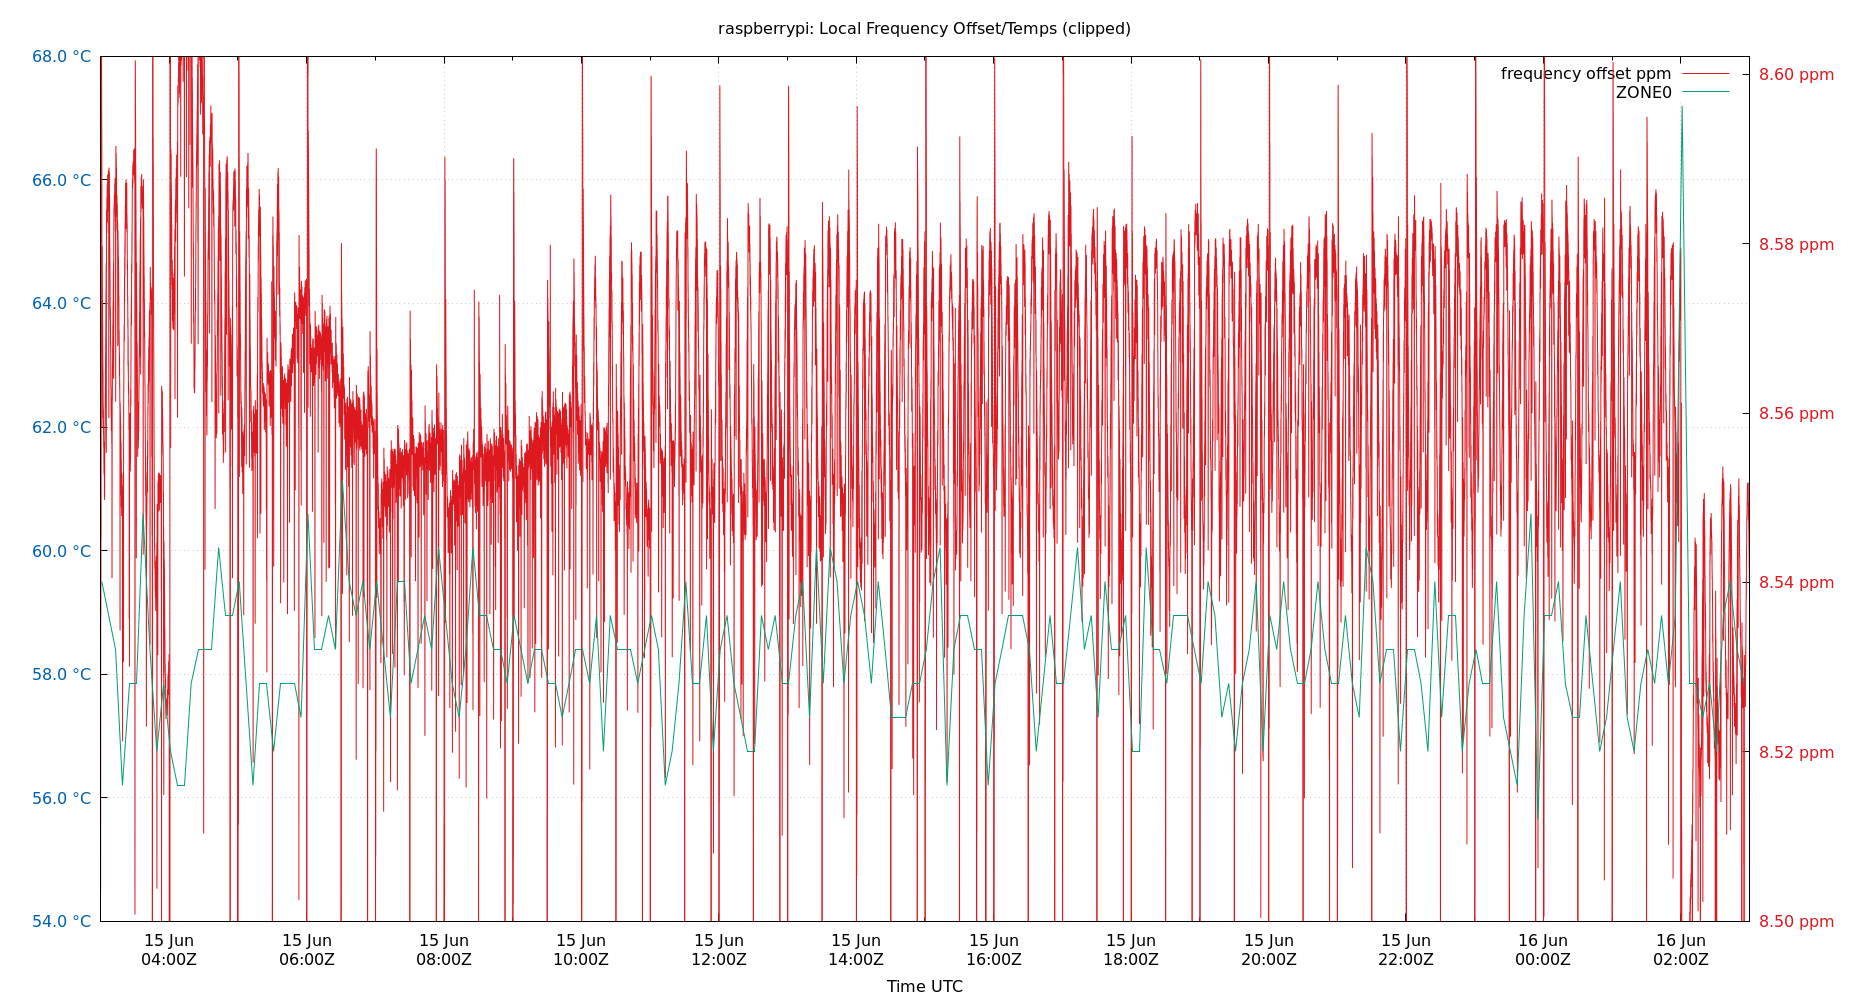 raspberrypi: Local Frequency Offset/Temps (clipped)
frequency offset ppm
ZONE0
68.0 °C
66.0 °C
64.0 °C
62.0 °C
60.0 °C
58.0 °C
56.0 °C
54.0 °C
8.60 ppm
8.58 ppm
8.56 ppm
8.54 ppm
8.52 ppm
8.50 ppm
15 Jun
04:00Z
15 Jun
06:00Z
15 Jun
08:00Z
15 Jun
10:00Z
15 Jun
12:00Z
15 Jun
14:00Z
15 Jun
16:00Z
15 Jun
18:00Z
15 Jun
20:00Z
15 Jun
22:00Z
16 Jun
00:00Z
16 Jun
02:00Z
Time UTC